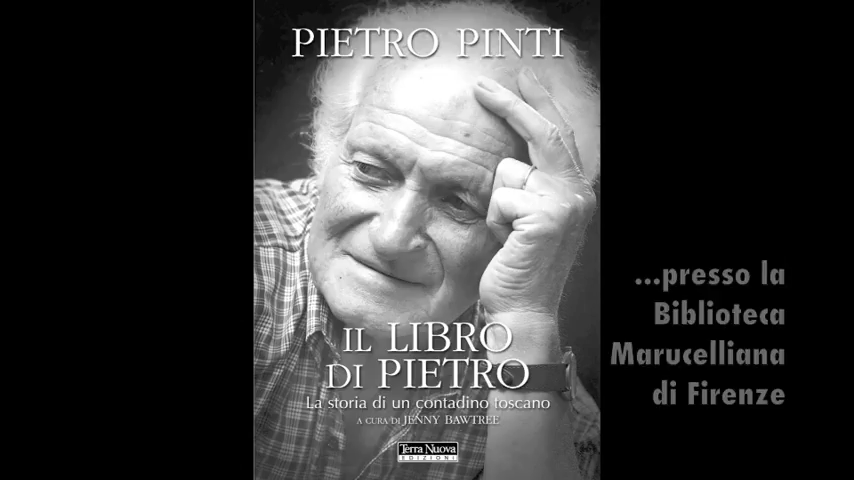 PIETRO PINTI
IL LIBRO
DI PIETRO
La storia di un contadino toscano
A CURA DI JENNY BAWTREE
Terra Nuova
EDIZIONI
...presso la
Biblioteca
Marucelliana
di Firenze